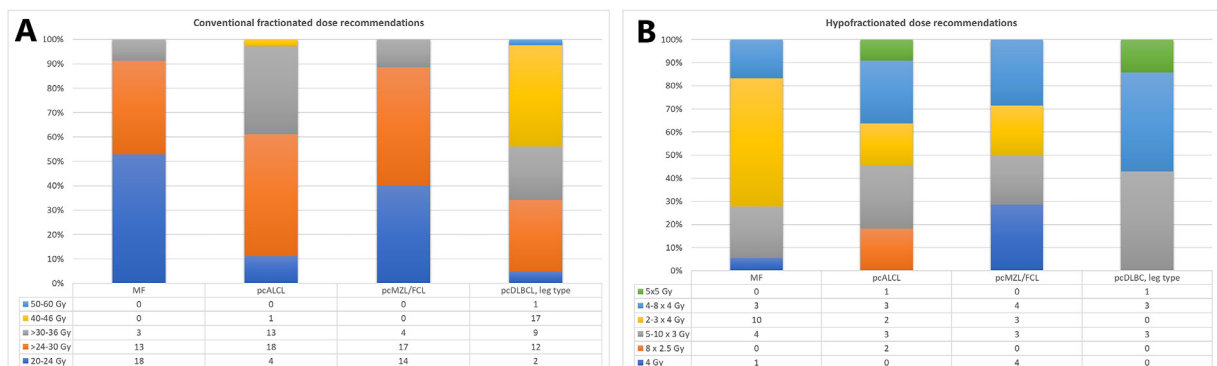 A
Conventional fractionated dose recommendations
100%
90%
80%
70%
60%
50%
40%
30%
20%
10%
0%
MF pcALCL pcMZL/FCL pcDLBCL, leg type
50-60 Gy 0 0 0 1
40-46 Gy 0 1 0 17
>30-36 Gy 3 13 4 9
>24-30 Gy 13 18 17 12
20-24 Gy 18 4 14 2
B
Hypofractionated dose recommendations
100%
90%
80%
70%
60%
50%
40%
30%
20%
10%
0%
MF pcALCL pcMZL/FCL pcDLBC, leg type
5x5 Gy 0 1 0 1
4-8 x 4 Gy 3 3 4 3
2-3 x 4 Gy 10 2 3 0
5-10 x 3 Gy 4 3 3 3
8 x 2.5 Gy 0 2 0 0
4 Gy 1 0 4 0